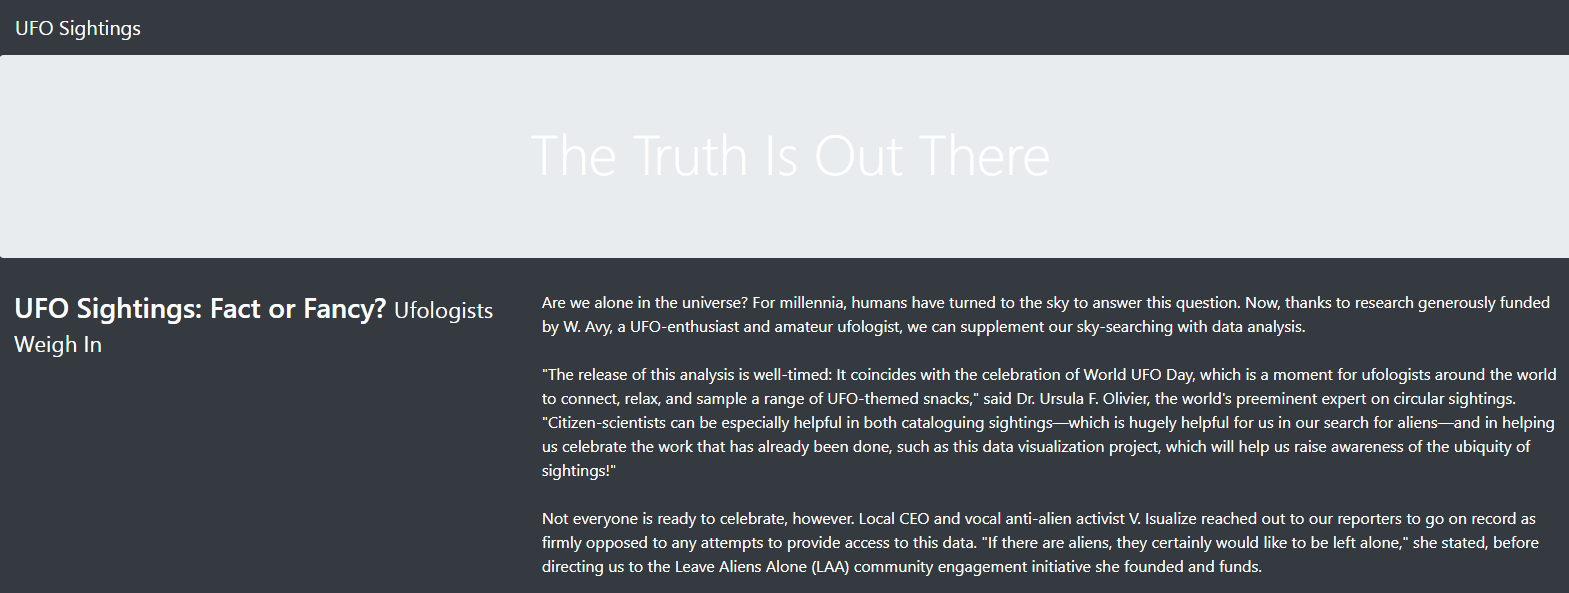 UFO Sightings
The Truth Is Out There
UFO Sightings: Fact or Fancy? Ufologists
Weigh In
Are we alone in the universe? For millennia, humans have turned to the sky to answer this question. Now, thanks to research generously funded
by W. Avy, a UFO-enthusiast and amateur ufologist, we can supplement our sky-searching with data analysis.
"The release of this analysis is well-timed: It coincides with the celebration of World UFO Day, which is a moment for ufologists around the world
to connect, relax, and sample a range of UFO-themed snacks," said Dr. Ursula F. Olivier, the world's preeminent expert on circular sightings.
"Citizen-scientists can be especially helpful in both cataloguing sightings—which is hugely helpful for us in our search for aliens—and in helping
us celebrate the work that has already been done, such as this data visualization project, which will help us raise awareness of the ubiquity of
sightings!"
Not everyone is ready to celebrate, however. Local CEO and vocal anti-alien activist V. Isualize reached out to our reporters to go on record as
firmly opposed to any attempts to provide access to this data. "If there are aliens, they certainly would like to be left alone," she stated, before
directing us to the Leave Aliens Alone (LAA) community engagement initiative she founded and funds.